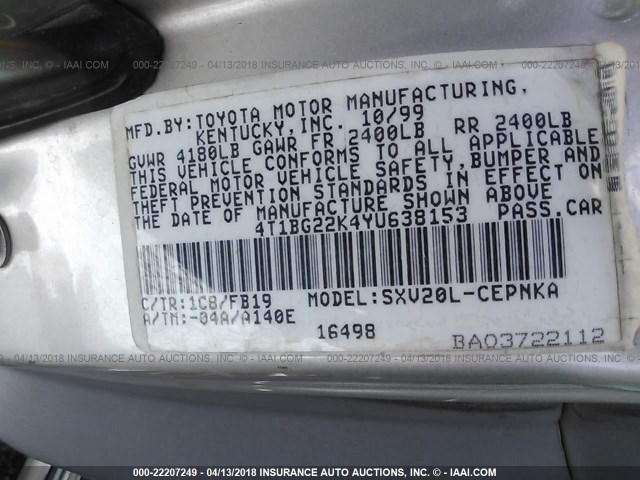 000-22207249 - 04/13/2018 INSURANCE AUTO AUCTIONS - © IAAI.COM
MFD.BY:TOYOTA MOTOR MANUFACTURING,
KENTUCKY,INC. 10/99
GVWR 4180LB GAWR FR 2400LB RR 2400LB
THIS VEHICLE CONFORMS TO ALL APPLICABLE
FEDERAL MOTOR VEHICLE SAFETY,BUMPER AND
THEFT PREVENTION STANDARDS IN EFFECT ON
THE DATE OF MANUFACTURE SHOWN ABOVE
4T1BG22K4YU638153 PASS.CAR
C/TR:1C8/FB19 MODEL:SXV20L-CEPNKA
A/TM:-04A/A140E
16498 BAO3722112
000-22207249 - 04/13/2018 INSURANCE AUTO AUCTIONS - © IAAI.COM